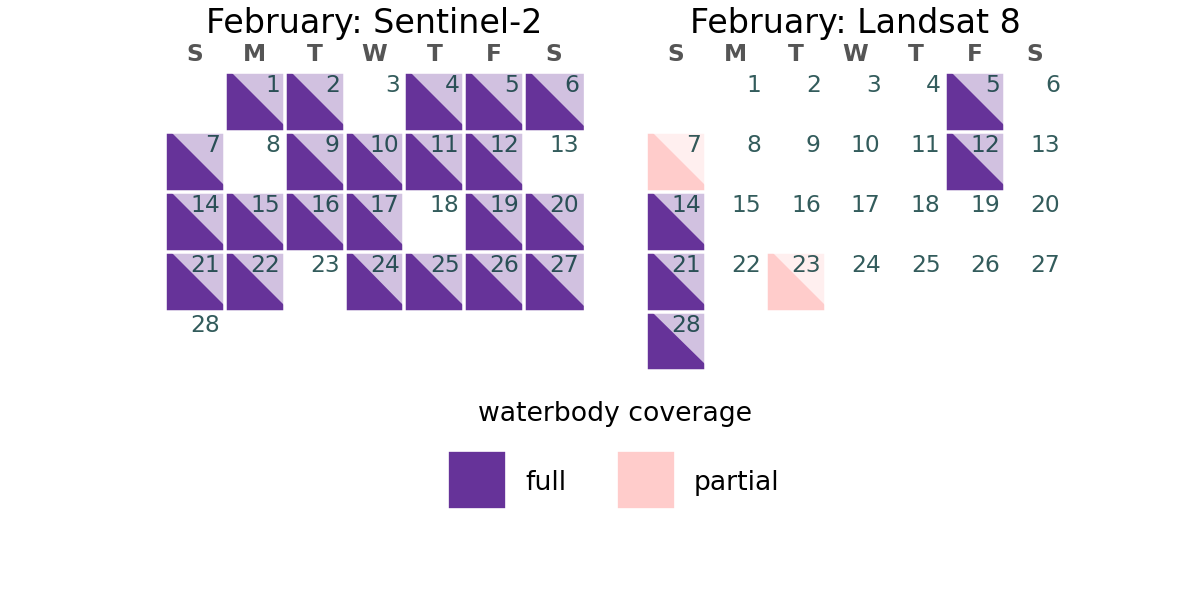 February: Sentinel-2
S M T W T F S
1 2 3 4 5 6
7 8 9 10 11 12 13
14 15 16 17 18 19 20
21 22 23 24 25 26 27
28
February: Landsat 8
S M T W T F S
1 2 3 4 5 6
7 8 9 10 11 12 13
14 15 16 17 18 19 20
21 22 23 24 25 26 27
28
waterbody coverage
full partial